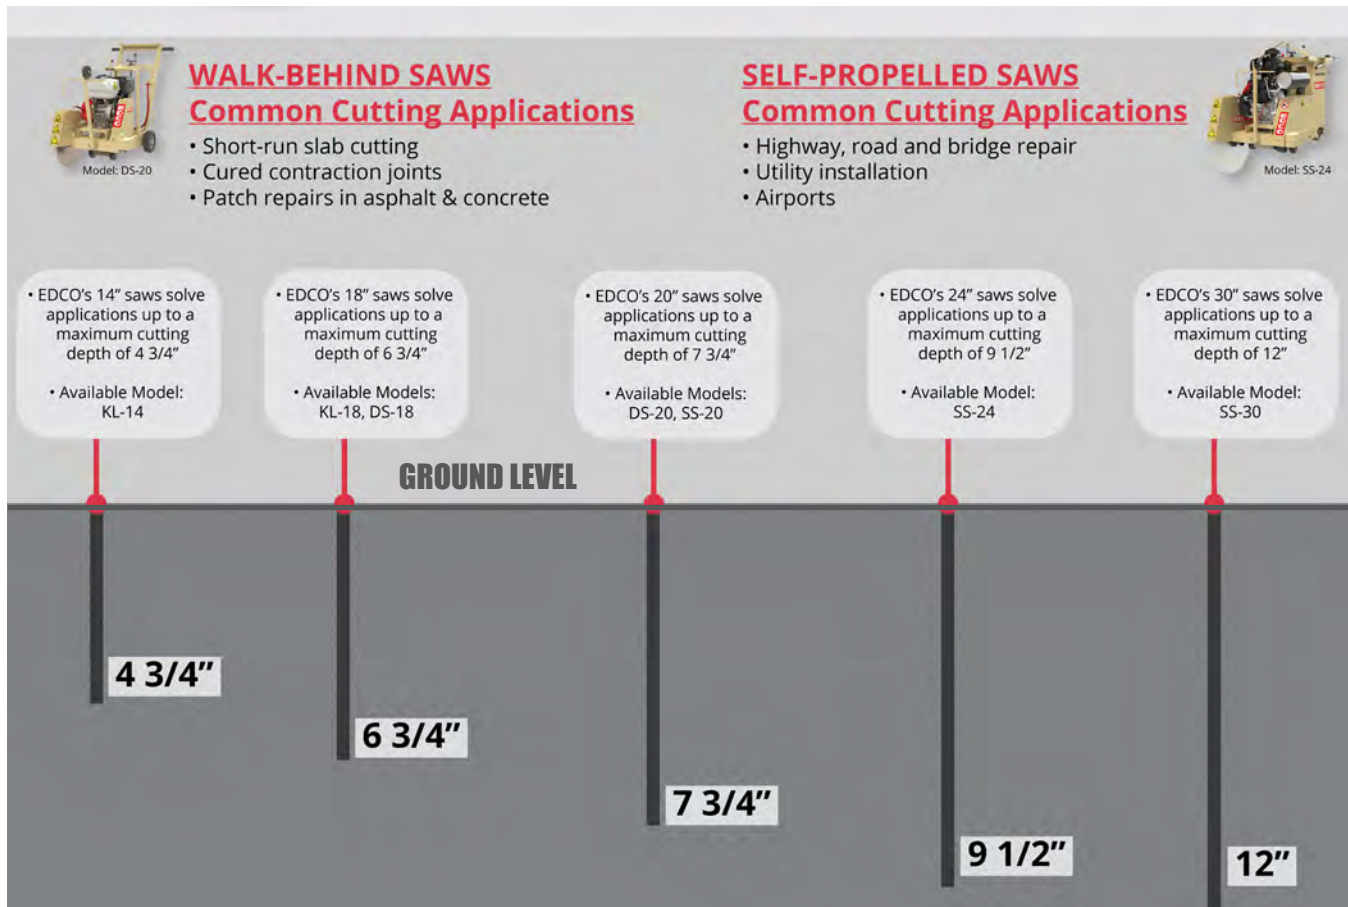 WALK-BEHIND SAWS
Common Cutting Applications
• Short-run slab cutting
• Cured contraction joints
• Patch repairs in asphalt & concrete
Model: DS-20
SELF-PROPELLED SAWS
Common Cutting Applications
• Highway, road and bridge repair
• Utility installation
• Airports
Model: SS-24
• EDCO’s 14” saws solve
applications up to a
maximum cutting
depth of 4 3/4”
• Available Model:
KL-14
• EDCO’s 18” saws solve
applications up to a
maximum cutting
depth of 6 3/4”
• Available Models:
KL-18, DS-18
• EDCO’s 20” saws solve
applications up to a
maximum cutting
depth of 7 3/4”
• Available Models:
DS-20, SS-20
• EDCO’s 24” saws solve
applications up to a
maximum cutting
depth of 9 1/2”
• Available Model:
SS-24
• EDCO’s 30” saws solve
applications up to a
maximum cutting
depth of 12”
• Available Model:
SS-30
GROUND LEVEL
4 3/4”
6 3/4”
7 3/4”
9 1/2”
12”